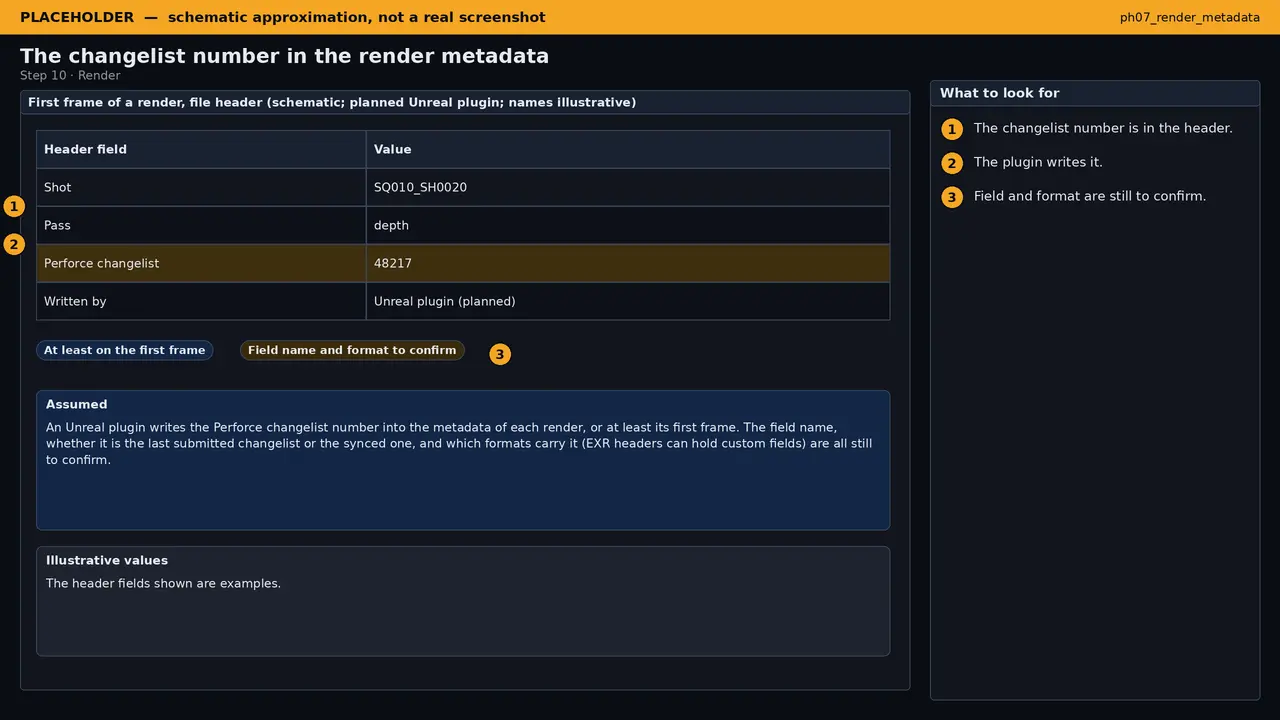 PLACEHOLDER — schematic approximation, not a real screenshot
ph07_render_metadata
The changelist number in the render metadata
Step 10 · Render
First frame of a render, file header (schematic; planned Unreal plugin; names illustrative)
Header field Value
Shot SQ010_SH0020
1
Pass depth
2
Perforce changelist 48217
Written by Unreal plugin (planned)
At least on the first frame Field name and format to confirm 3
Assumed
An Unreal plugin writes the Perforce changelist number into the metadata of each render, or at least its first frame. The field name,
whether it is the last submitted changelist or the synced one, and which formats carry it (EXR headers can hold custom fields) are all still
to confirm.
Illustrative values
The header fields shown are examples.
What to look for
1 The changelist number is in the header.
2 The plugin writes it.
3 Field and format are still to confirm.